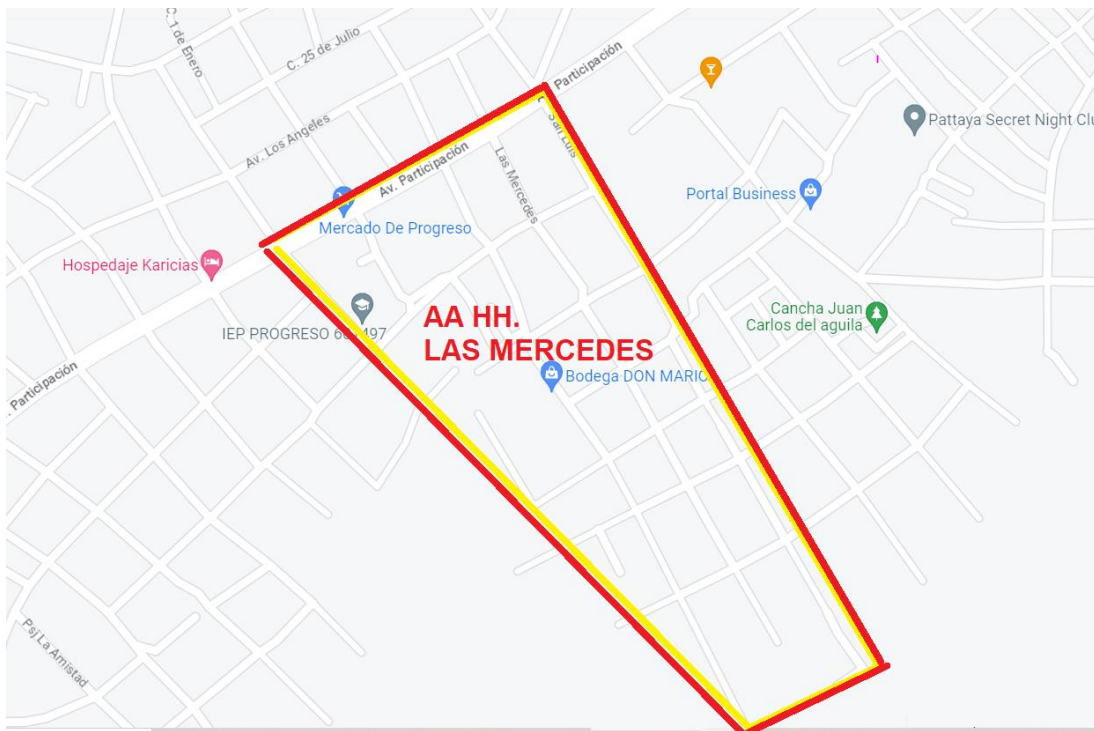 C. 1 de Enero
C. 25 de Julio
Participación
Av. Los Angeles
San Luis
Pattaya Secret Night Clu
Av. Participación
Las Mercedes
Portal Business
Mercado De Progreso
Hospedaje Karicias
Cancha Juan
Carlos del aguila
IEP PROGRESO 6 497
AA HH.
LAS MERCEDES
Bodega DON MARIO
. Participación
Psj La Amistad